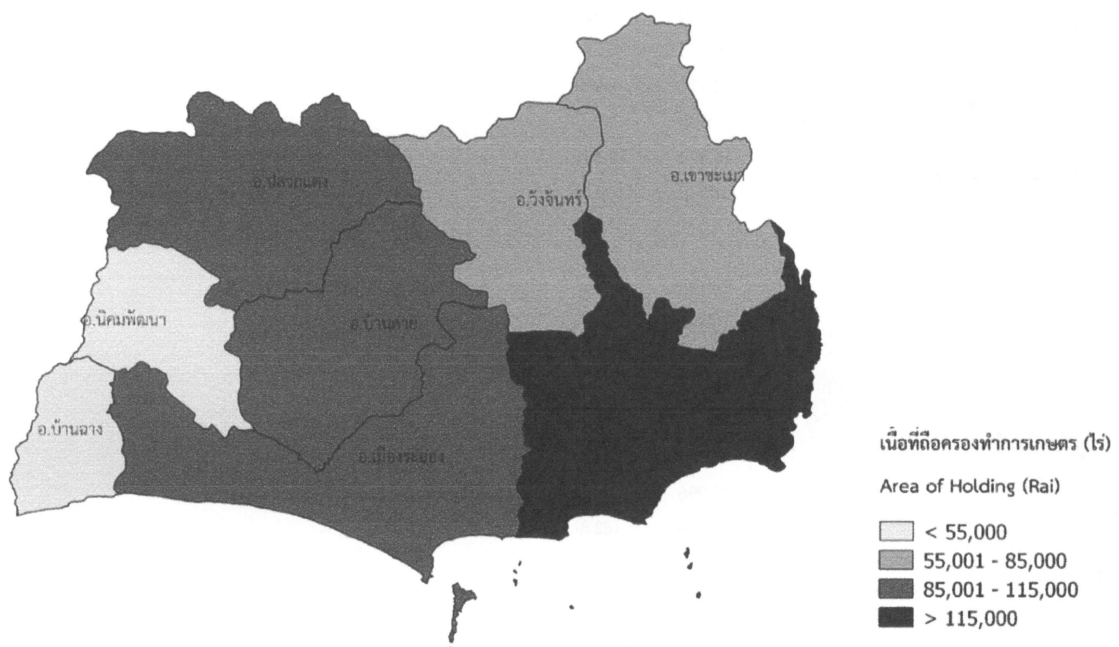 อ.ปลวกแดง
อ.เขาชะเมา
อ.วังจันทร์
อ.นิคมพัฒนา
อ.บ้านค่าย
อ.บ้านฉาง
อ.เมืองระยอง
เนื้อที่ถือครองทำการเกษตร (ไร่)
Area of Holding (Rai)
< 55,000
55,001 - 85,000
85,001 - 115,000
> 115,000